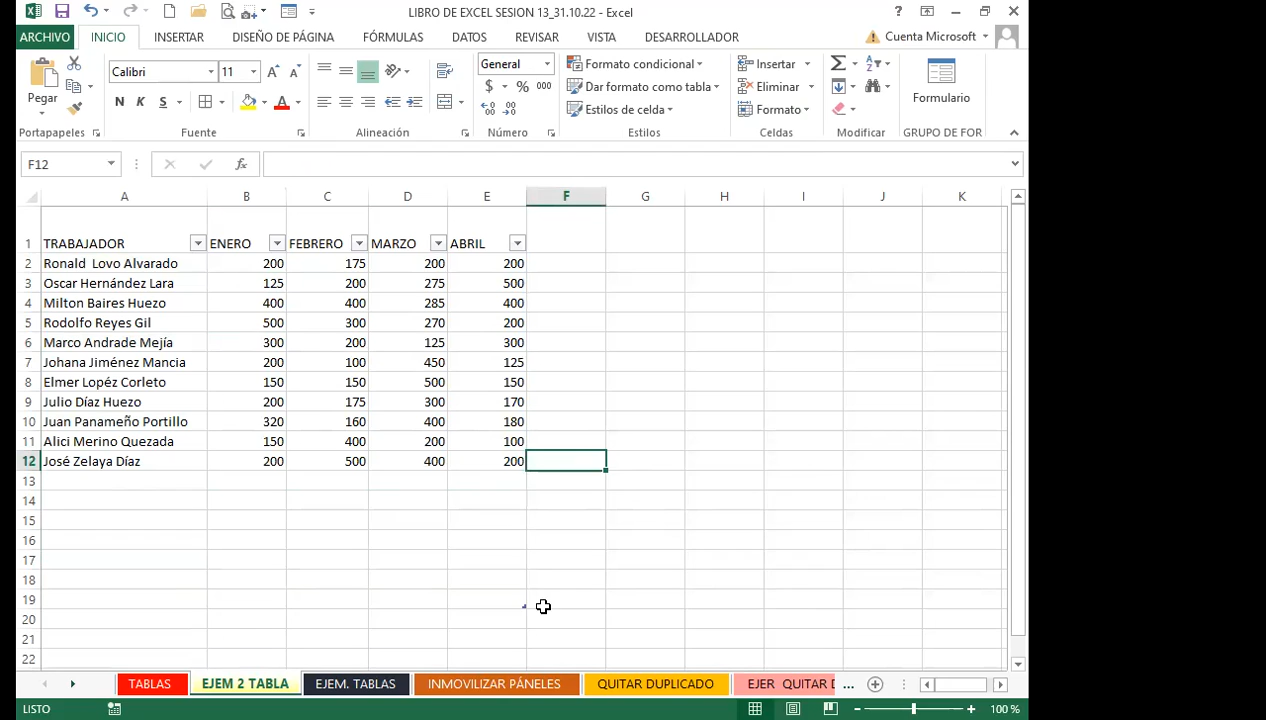 LIBRO DE EXCEL SESION 13_31.10.22 - Excel
?
ARCHIVO INICIO INSERTAR DISEÑO DE PÁGINA FÓRMULAS DATOS REVISAR VISTA DESARROLLADOR Cuenta Microsoft
Pegar Calibri 11 General Formato condicional Insertar Formulario
N K S $ % 000 Dar formato como tabla Eliminar
Estilos de celda Formato
Portapapeles Fuente Alineación Número Estilos Celdas Modificar GRUPO DE FOR
F12 fx
A B C D E F G H I J K
1 TRABAJADOR ENERO FEBRERO MARZO ABRIL
2 Ronald Lovo Alvarado 200 175 200 200
3 Oscar Hernández Lara 125 200 275 500
4 Milton Baires Huezo 400 400 285 400
5 Rodolfo Reyes Gil 500 300 270 200
6 Marco Andrade Mejía 300 200 125 300
7 Johana Jiménez Mancia 200 100 450 125
8 Elmer Lopéz Corleto 150 150 500 150
9 Julio Díaz Huezo 200 175 300 170
10 Juan Panameño Portillo 320 160 400 180
11 Alici Merino Quezada 150 400 200 100
12 José Zelaya Díaz 200 500 400 200
13
14
15
16
17
18
19
20
21
22
TABLAS EJEM 2 TABLA EJEM. TABLAS INMOVILIZAR PÁNELES QUITAR DUPLICADO EJER QUITAR D ...
LISTO 100 %